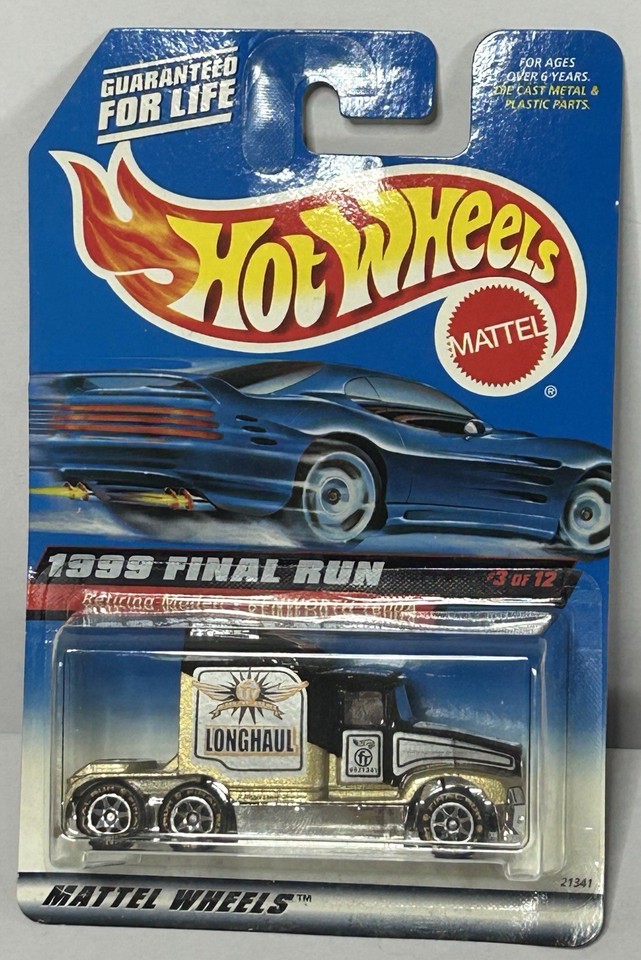 GUARANTEED
FOR LIFE
FOR AGES
OVER 6 YEARS.
DIE CAST METAL &
PLASTIC PARTS.
HOT WHEELS
MATTEL
®
1999 FINAL RUN
#3 OF 12
LONGHAUL
fr
21341
MATTEL WHEELS™